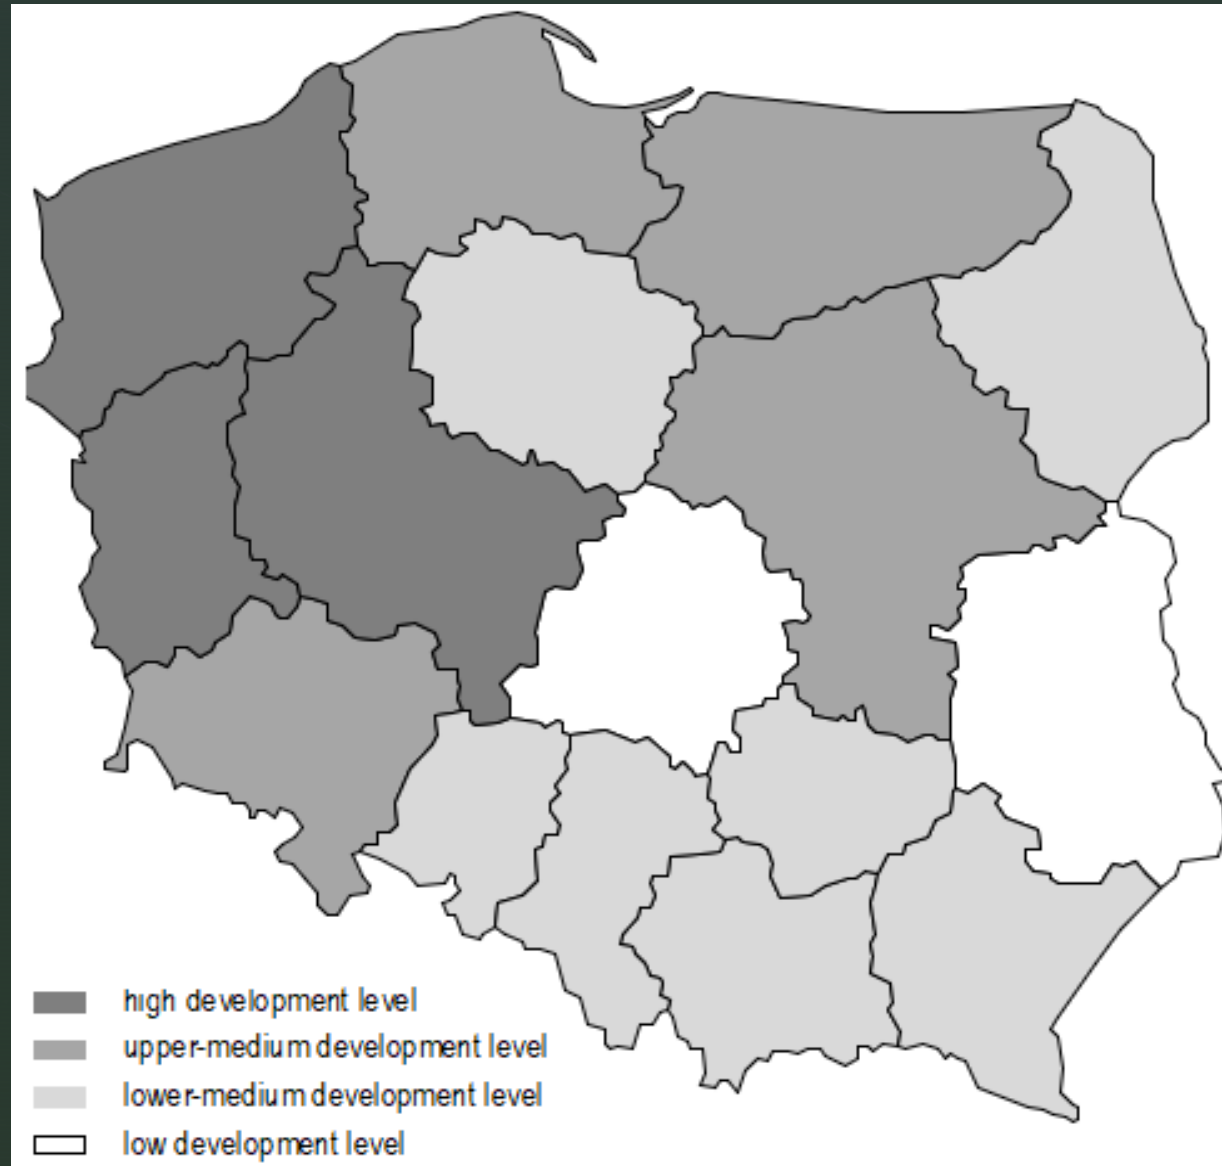 high development level
upper-medium development level
lower-medium development level
low development level